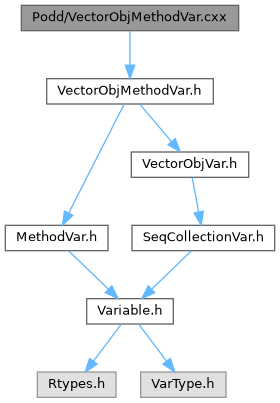 Podd/VectorObjMethodVar.cxx
VectorObjMethodVar.h
VectorObjVar.h
MethodVar.h
SeqCollectionVar.h
Variable.h
Rtypes.h
VarType.h